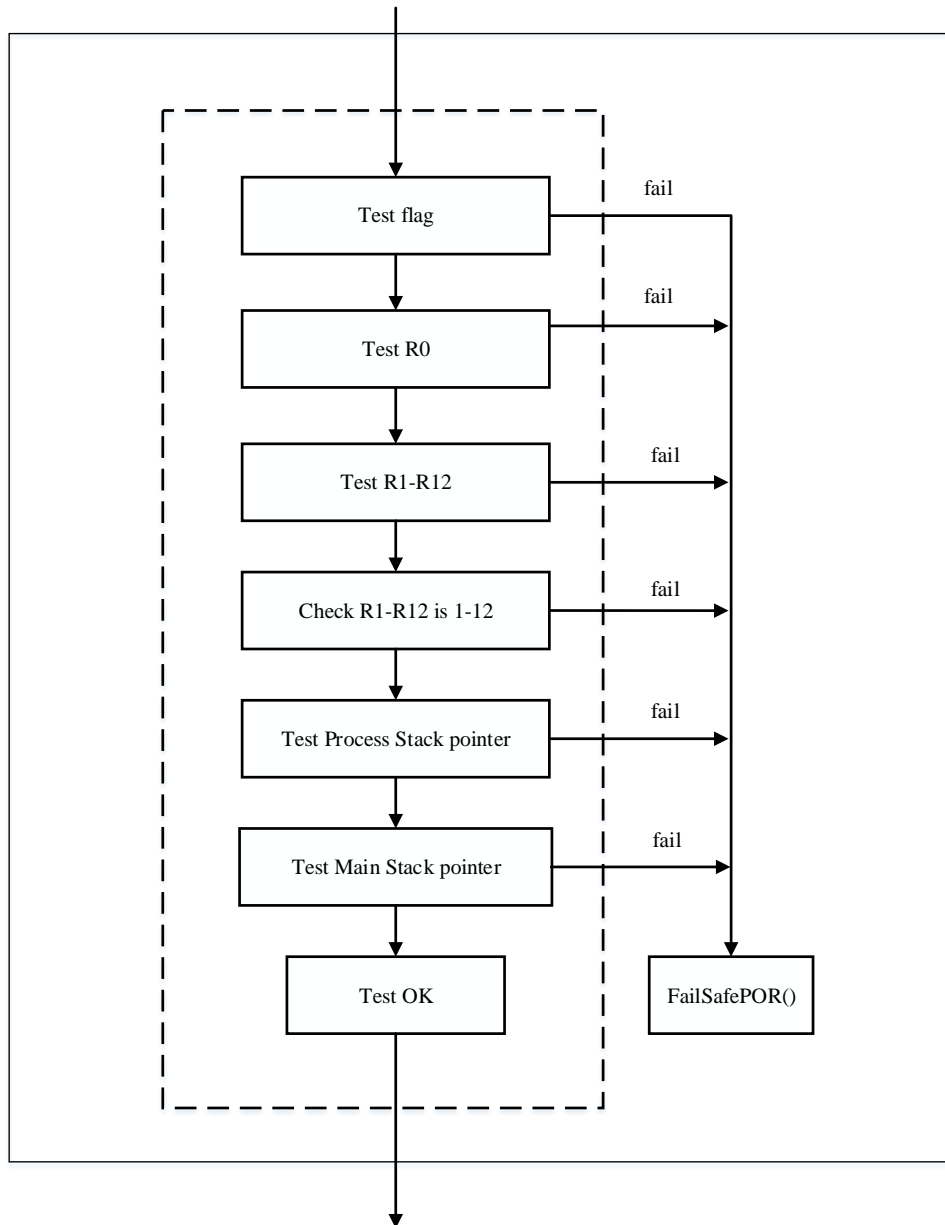 Test flag
fail
Test R0
fail
Test R1-R12
fail
Check R1-R12 is 1-12
fail
Test Process Stack pointer
fail
Test Main Stack pointer
fail
Test OK
FailSafePOR()